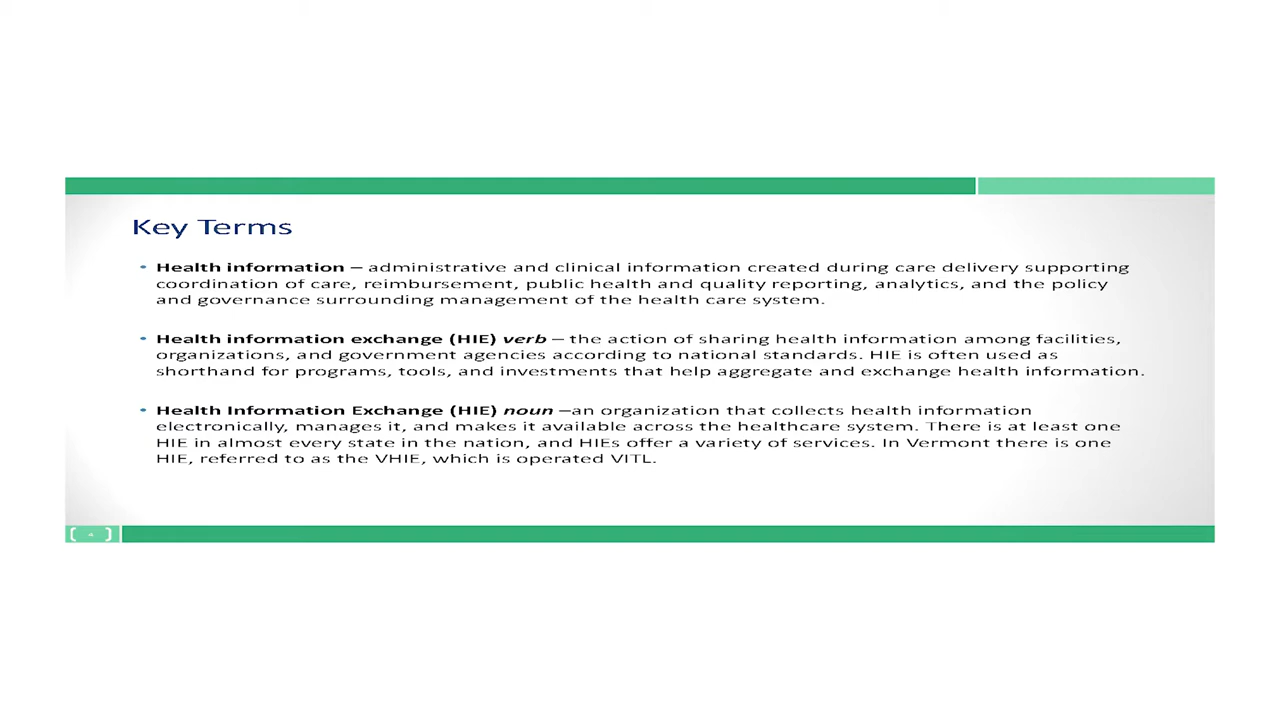 Key Terms
• Health information – administrative and clinical information created during care delivery supporting
coordination of care, reimbursement, public health and quality reporting, analytics, and the policy
and governance surrounding management of the health care system.
• Health information exchange (HIE) verb – the action of sharing health information among facilities,
organizations, and government agencies according to national standards. HIE is often used as
shorthand for programs, tools, and investments that help aggregate and exchange health information.
• Health Information Exchange (HIE) noun –an organization that collects health information
electronically, manages it, and makes it available across the healthcare system. There is at least one
HIE in almost every state in the nation, and HIEs offer a variety of services. In Vermont there is one
HIE, referred to as the VHIE, which is operated VITL.
[ 4 ]